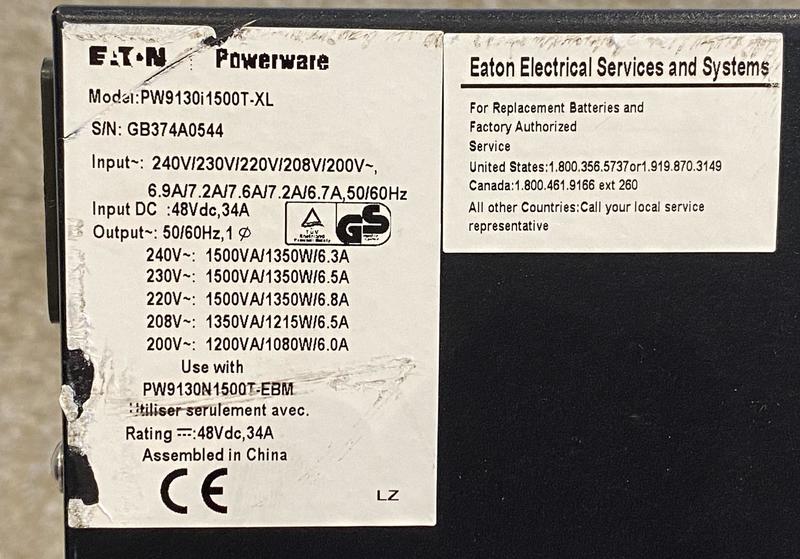 EATON Powerware
Model:PW9130i1500T-XL
S/N: GB374A0544
Input~: 240V/230V/220V/208V/200V~,
6.9A/7.2A/7.6A/7.2A/6.7A,50/60Hz
Input DC :48Vdc,34A
Output~: 50/60Hz,1 ϕ
TÜV
GS
240V~: 1500VA/1350W/6.3A
230V~: 1500VA/1350W/6.5A
220V~: 1500VA/1350W/6.8A
208V~: 1350VA/1215W/6.5A
200V~: 1200VA/1080W/6.0A
Use with
PW9130N1500T-EBM
Utiliser serulement avec.
Rating ⎓:48Vdc,34A
Assembled in China
CE
LZ
Eaton Electrical Services and Systems
For Replacement Batteries and
Factory Authorized
Service
United States:1.800.356.5737or1.919.870.3149
Canada:1.800.461.9166 ext 260
All other Countries:Call your local service
representative